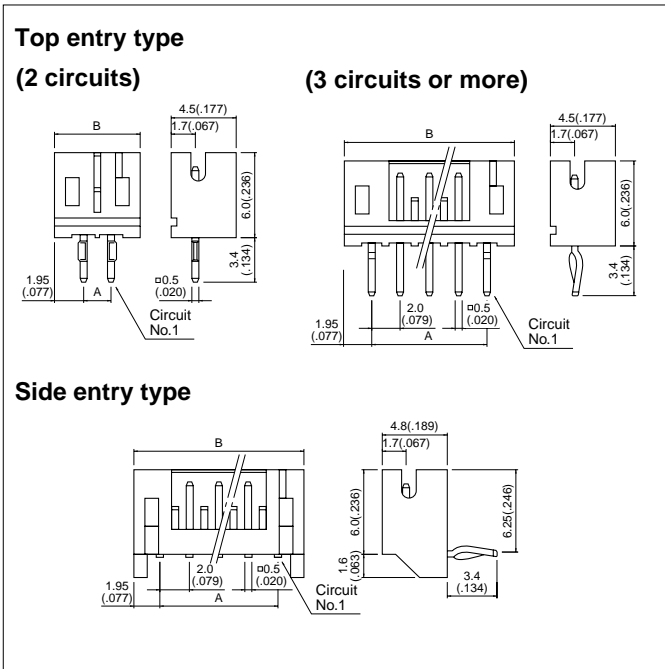 Top entry type
(2 circuits)
(3 circuits or more)
B
4.5(.177)
1.7(.067)
6.0(.236)
3.4
(.134)
1.95
(.077)
A
▫0.5
(.020)
Circuit
No.1
B
4.5(.177)
1.7(.067)
6.0(.236)
3.4
(.134)
1.95
(.077)
2.0
(.079)
A
▫0.5
(.020)
Circuit
No.1
Side entry type
B
4.8(.189)
1.7(.067)
6.0(.236)
1.6
(.063)
6.25(.246)
3.4
(.134)
1.95
(.077)
2.0
(.079)
A
▫0.5
(.020)
Circuit
No.1